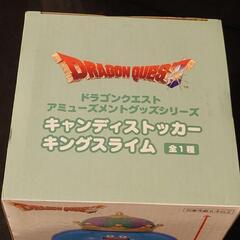 DRAGON QUEST
ドラゴンクエスト
アミューズメントグッズシリーズ
キャンディストッカー
キングスライム 全1種